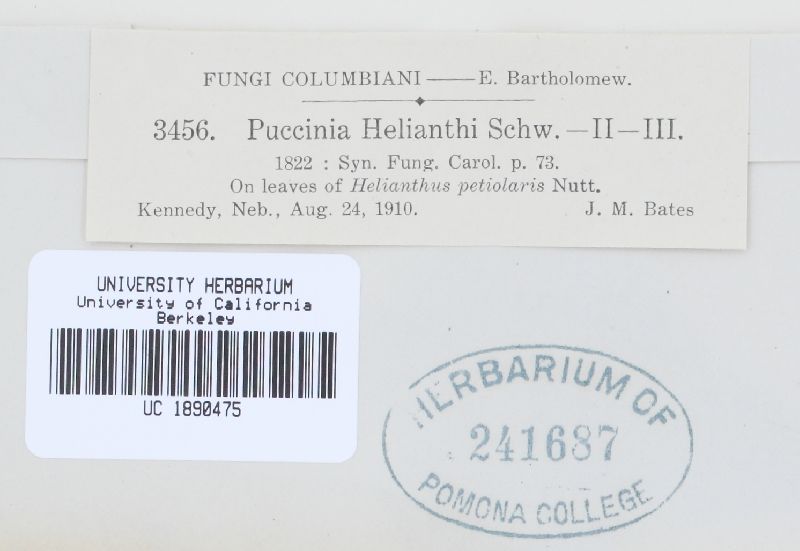 FUNGI COLUMBIANI — E. Bartholomew.
3456. Puccinia Helianthi Schw. —II—III.
1822 : Syn. Fung. Carol. p. 73.
On leaves of Helianthus petiolaris Nutt.
Kennedy, Neb., Aug. 24, 1910. J. M. Bates
UNIVERSITY HERBARIUM
University of California
Berkeley
UC 1890475
HERBARIUM OF
241687
POMONA COLLEGE